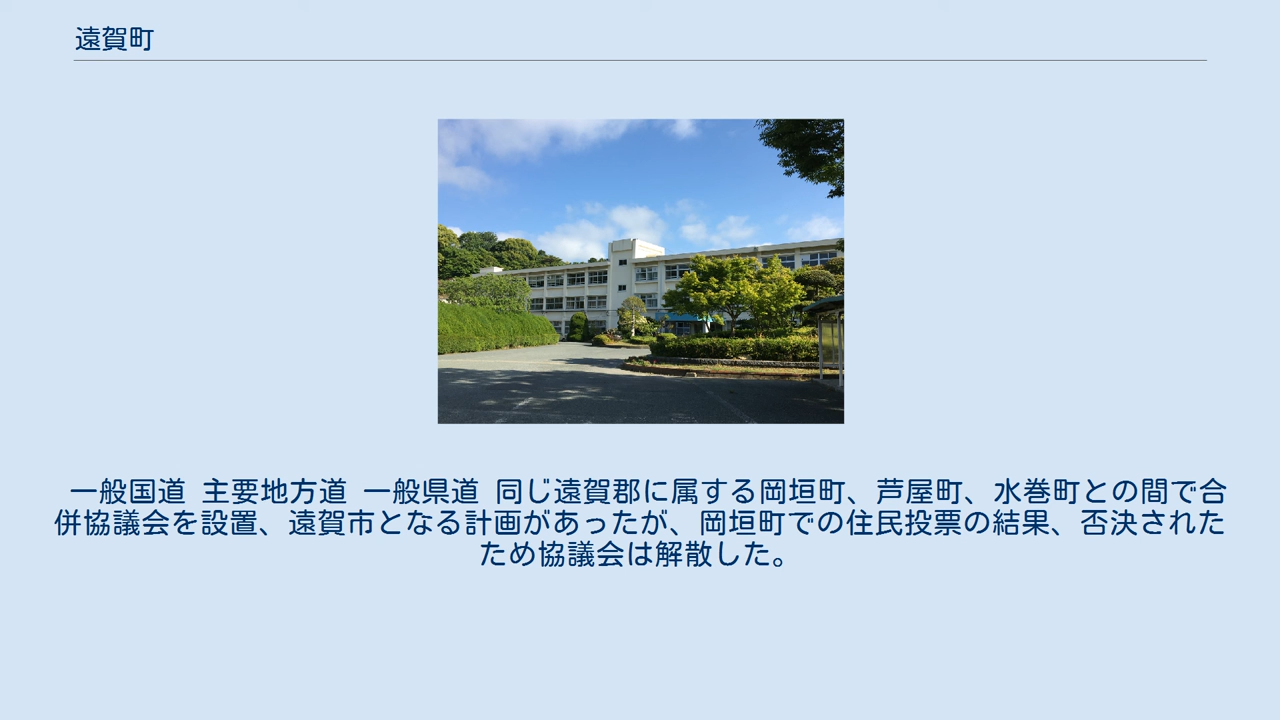 遠賀町
一般国道 主要地方道 一般県道 同じ遠賀郡に属する岡垣町、芦屋町、水巻町との間で合
併協議会を設置、遠賀市となる計画があったが、岡垣町での住民投票の結果、否決された
ため協議会は解散した。